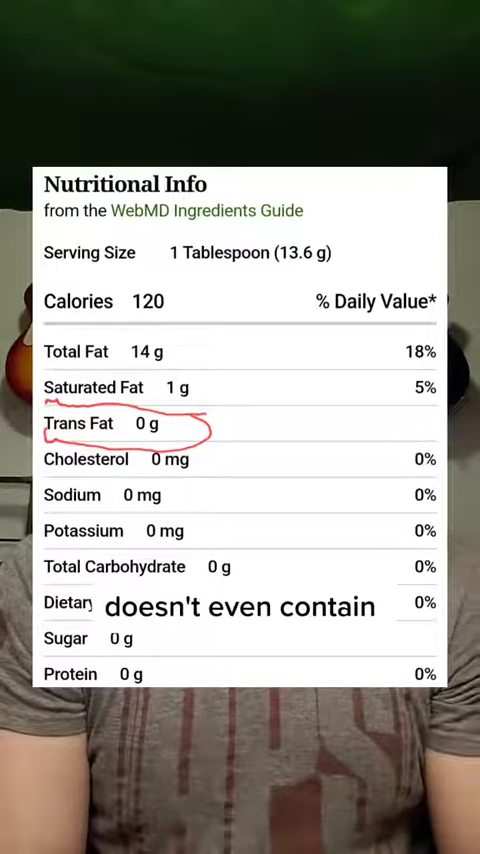 Nutritional Info
from the WebMD Ingredients Guide
Serving Size 1 Tablespoon (13.6 g)
Calories 120 % Daily Value*
Total Fat 14 g 18%
Saturated Fat 1 g 5%
Trans Fat 0 g
Cholesterol 0 mg 0%
Sodium 0 mg 0%
Potassium 0 mg 0%
Total Carbohydrate 0 g 0%
Dietary 0%
doesn't even contain
Sugar 0 g
Protein 0 g 0%